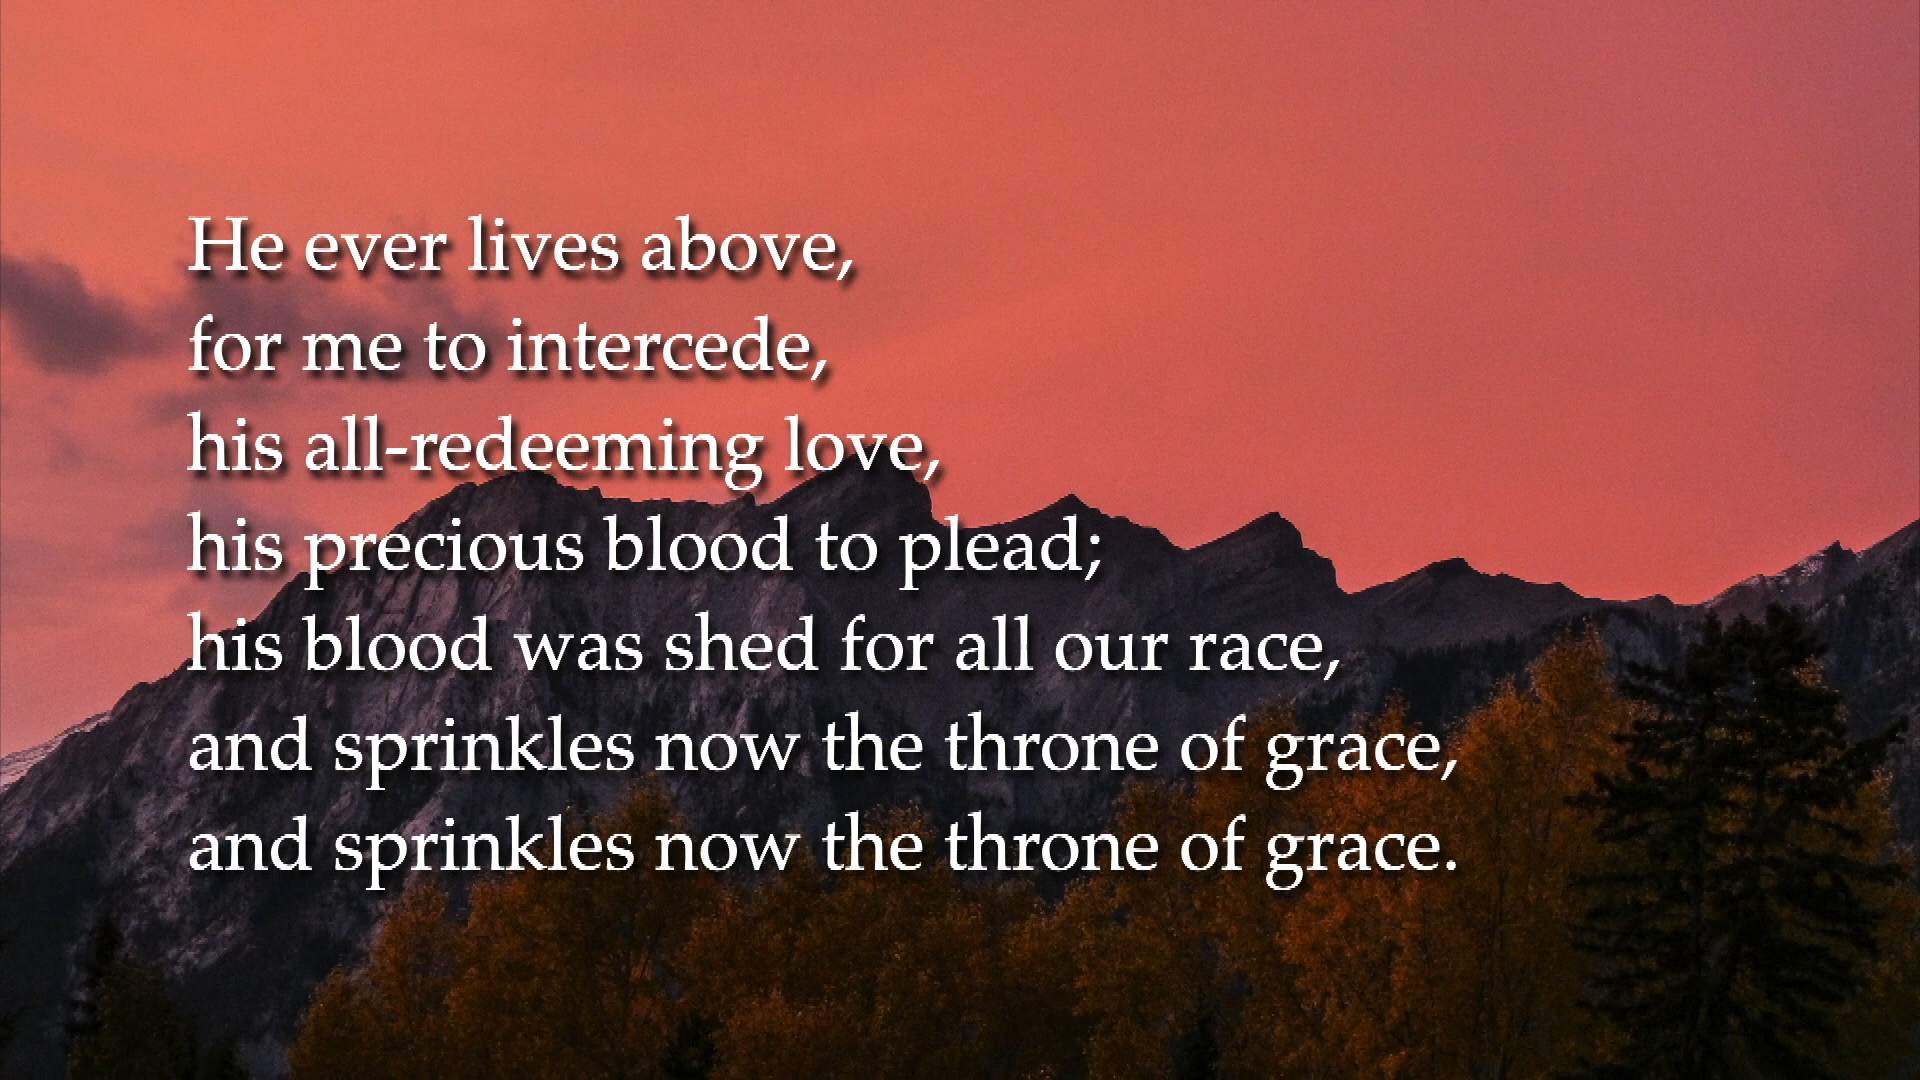 He ever lives above,
for me to intercede,
his all-redeeming love,
his precious blood to plead;
his blood was shed for all our race,
and sprinkles now the throne of grace,
and sprinkles now the throne of grace.